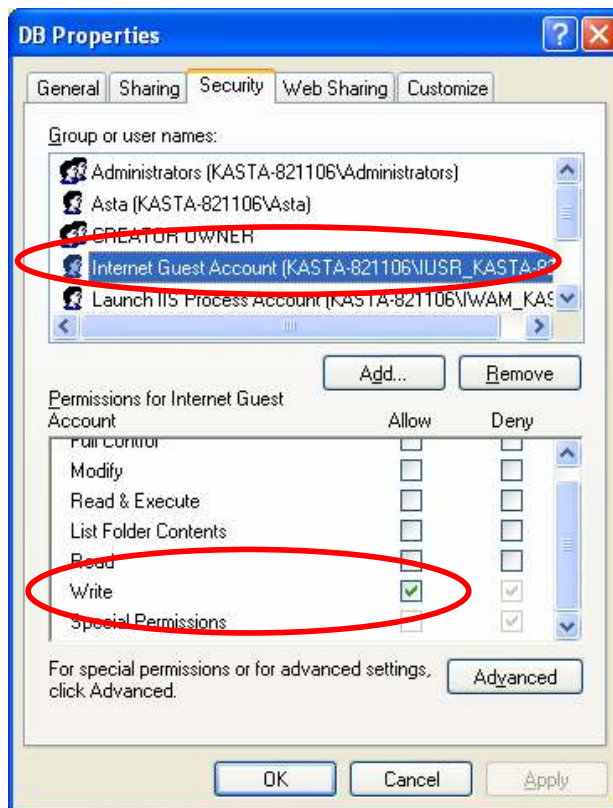 DB Properties
General Sharing Security Web Sharing Customize
Group or user names:
Administrators (KASTA-821106\Administrators)
Asta (KASTA-821106\Asta)
CREATOR OWNER
Internet Guest Account (KASTA-821106\IUSR_KASTA-82
Launch IIS Process Account (KASTA-821106\IWAM_KAS
Add... Remove
Permissions for Internet Guest
Account Allow Deny
Full Control
Modify
Read & Execute
List Folder Contents
Read
Write
Special Permissions
For special permissions or for advanced settings,
click Advanced.
Advanced
OK Cancel Apply